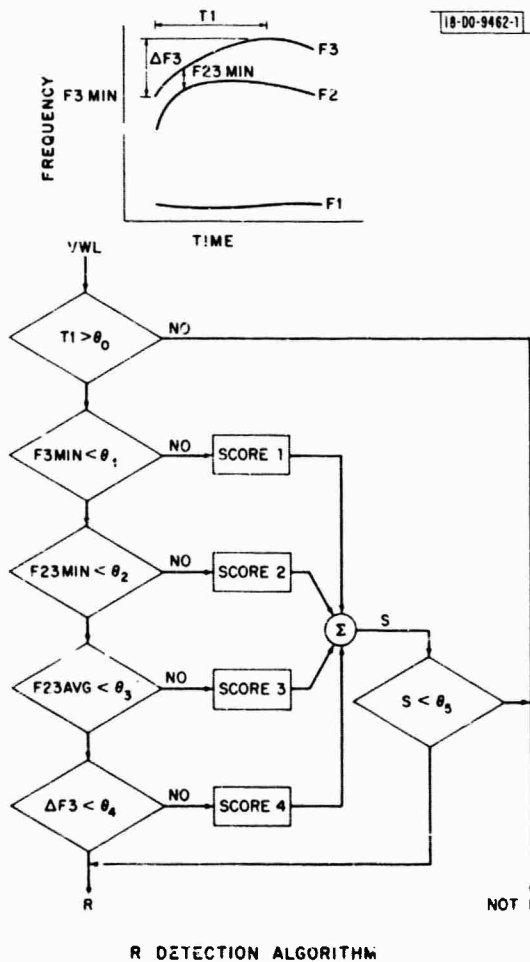 18-DO-9462-1
T1
ΔF3
F3
F23 MIN
F3 MIN
F2
FREQUENCY
F1
TIME
VWL
T1>θ0
NO
F3MIN<θ1
NO
SCORE 1
F23MIN<θ2
NO
SCORE 2
Σ
S
F23AVG<θ3
NO
SCORE 3
S<θ5
ΔF3<θ4
NO
SCORE 4
R
NOT
R DETECTION ALGORITHM